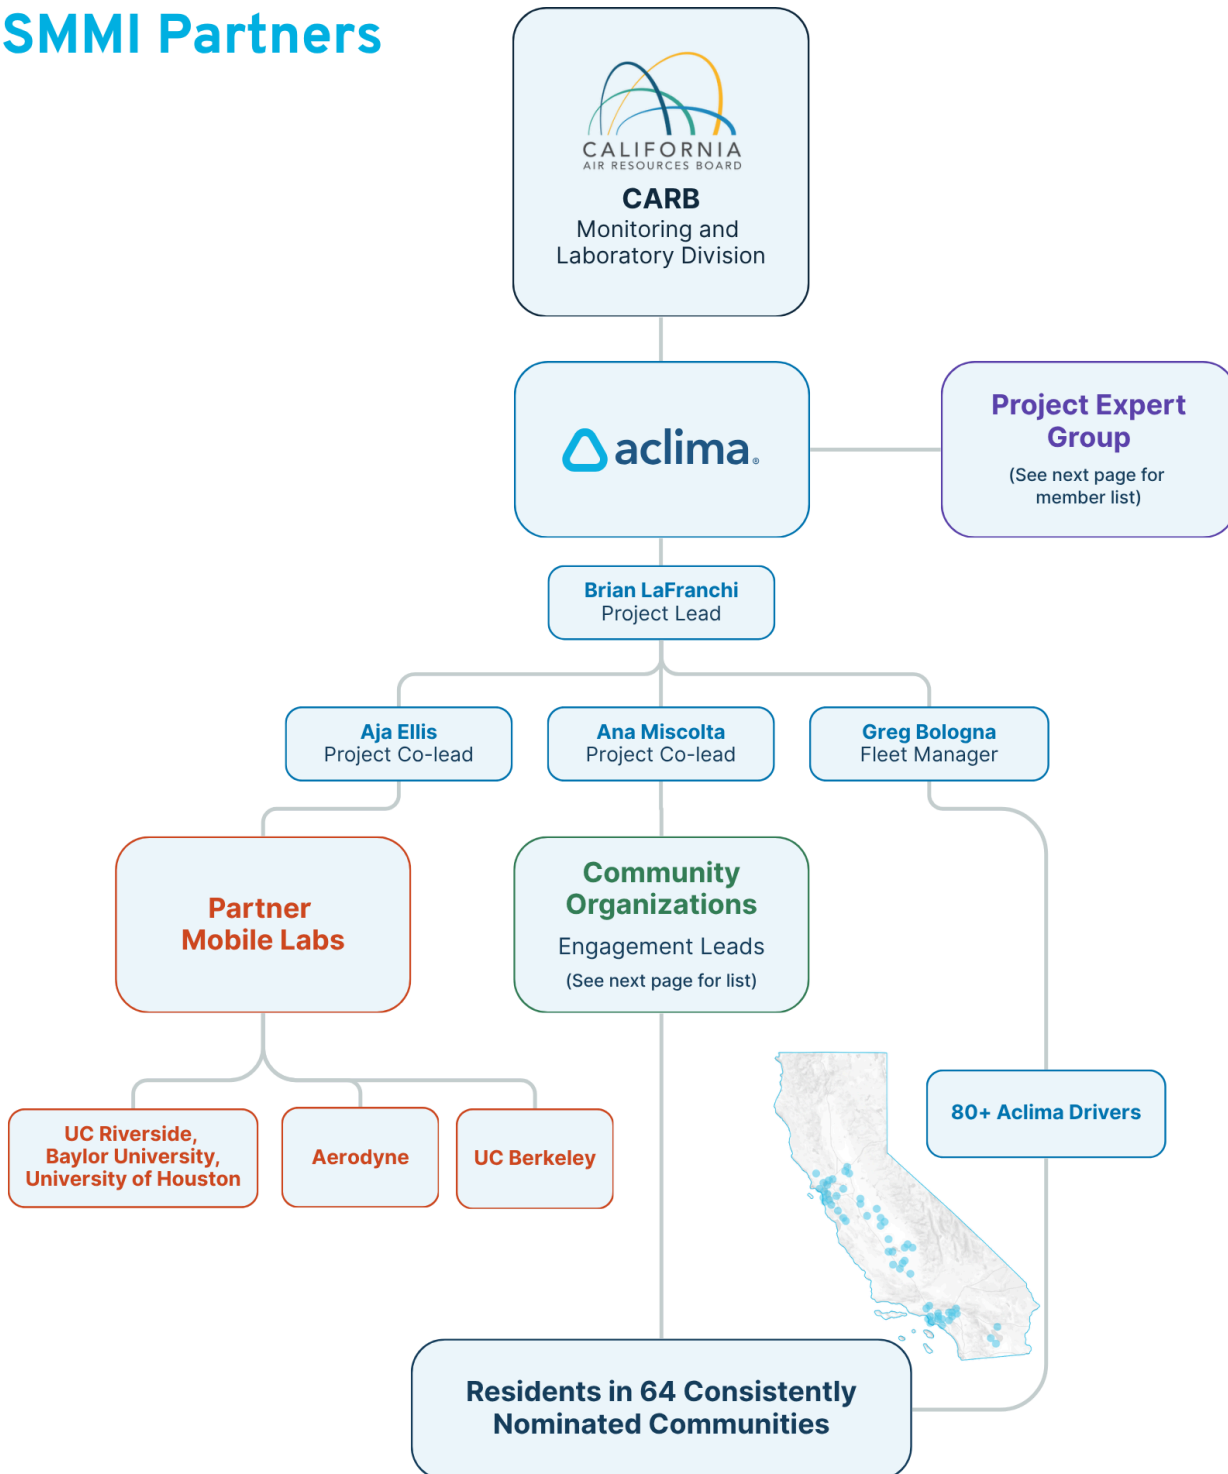 SMMI Partners
CALIFORNIA
AIR RESOURCES BOARD
CARB
Monitoring and
Laboratory Division
aclima®
Project Expert
Group
(See next page for
member list)
Brian LaFranchi
Project Lead
Aja Ellis
Project Co-lead
Ana Miscolta
Project Co-lead
Greg Bologna
Fleet Manager
Partner
Mobile Labs
Community
Organizations
Engagement Leads
(See next page for list)
UC Riverside,
Baylor University,
University of Houston
Aerodyne
UC Berkeley
80+ Aclima Drivers
Residents in 64 Consistently
Nominated Communities